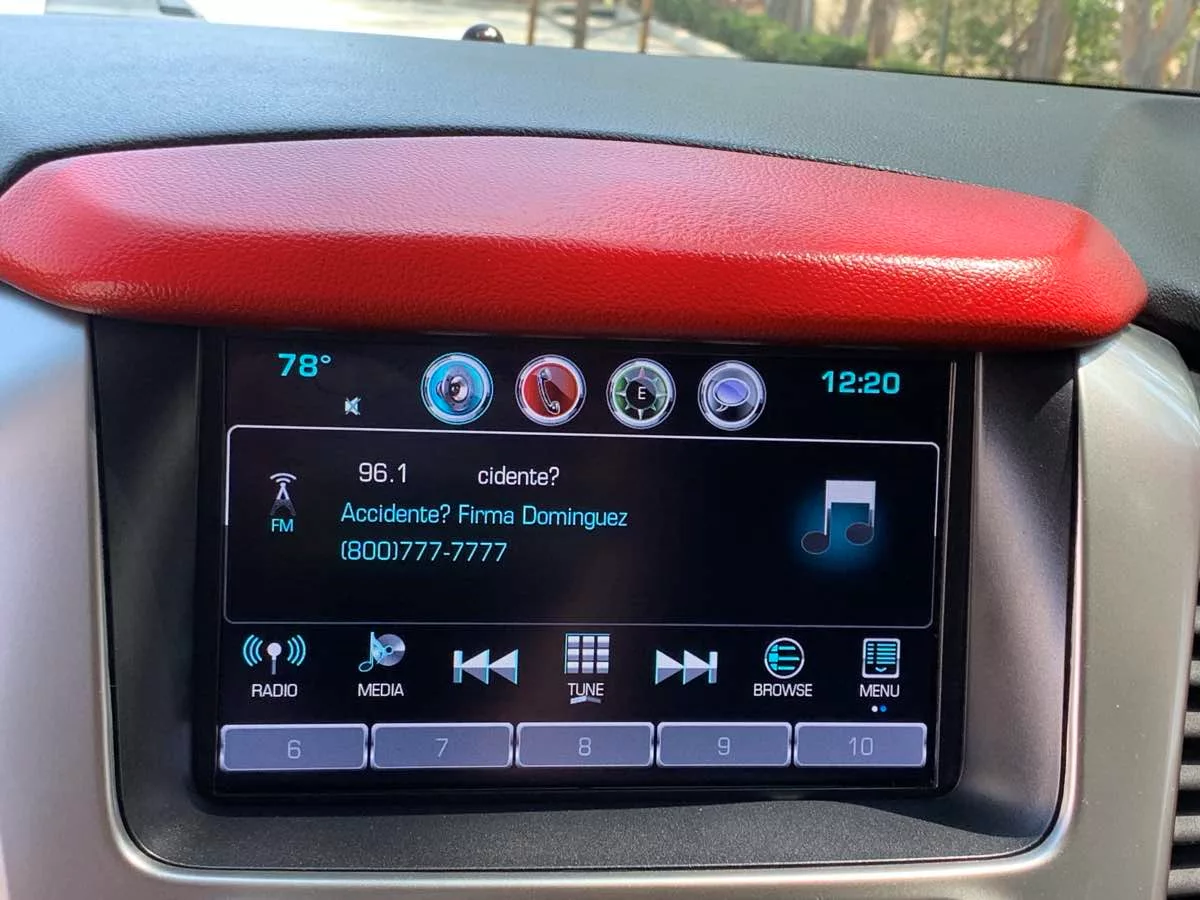 78°
E
12:20
96.1 cidente?
FM
Accidente? Firma Dominguez
(800)777-7777
RADIO MEDIA TUNE BROWSE MENU
6 7 8 9 10